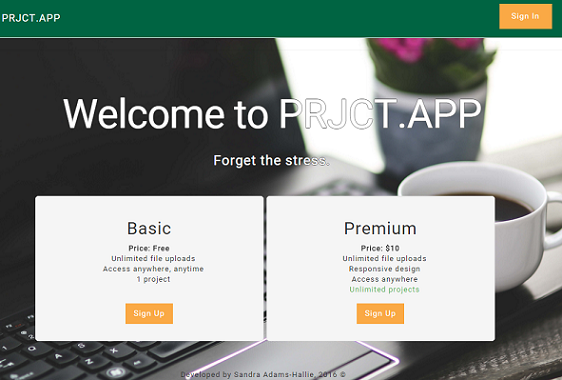 PRJCT.APP
Sign In
Welcome to PRJCT.APP
Forget the stress.
Basic
Price: Free
Unlimited file uploads
Access anywhere, anytime
1 project
Sign Up
Premium
Price: $10
Unlimited file uploads
Responsive design
Access anywhere
Unlimited projects
Sign Up
Developed by Sandra Adams-Hallie, 2016 ©